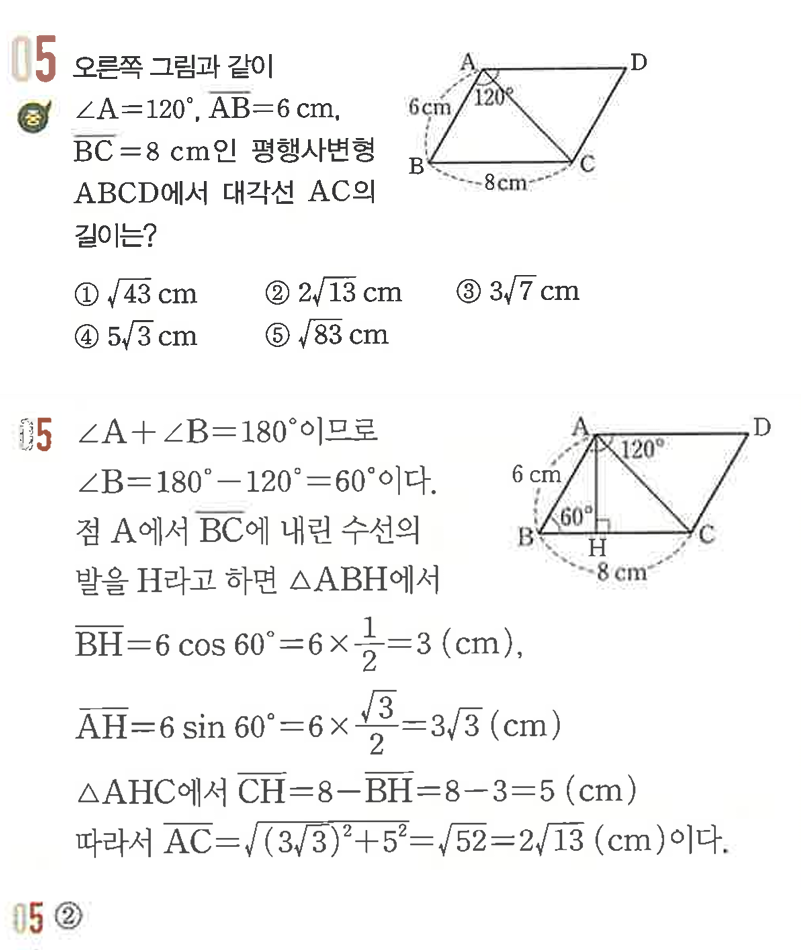 05 오른쪽 그림과 같이
∠A=120°, AB=6 cm,
BC=8 cm인 평행사변형
ABCD에서 대각선 AC의
길이는?
A D
6cm 120°
B C
8cm
① √43 cm ② 2√13 cm ③ 3√7 cm
④ 5√3 cm ⑤ √83 cm
05 ∠A+∠B=180°이므로
∠B=180°-120°=60°이다.
점 A에서 BC에 내린 수선의
발을 H라고 하면 △ABH에서
A D
120°
6 cm
60°
B H C
8 cm
BH=6 cos 60°=6×1/2=3 (cm),
AH=6 sin 60°=6×√3/2=3√3 (cm)
△AHC에서 CH=8-BH=8-3=5 (cm)
따라서 AC=√((3√3)²+5²)=√52=2√13 (cm)이다.
05 ②